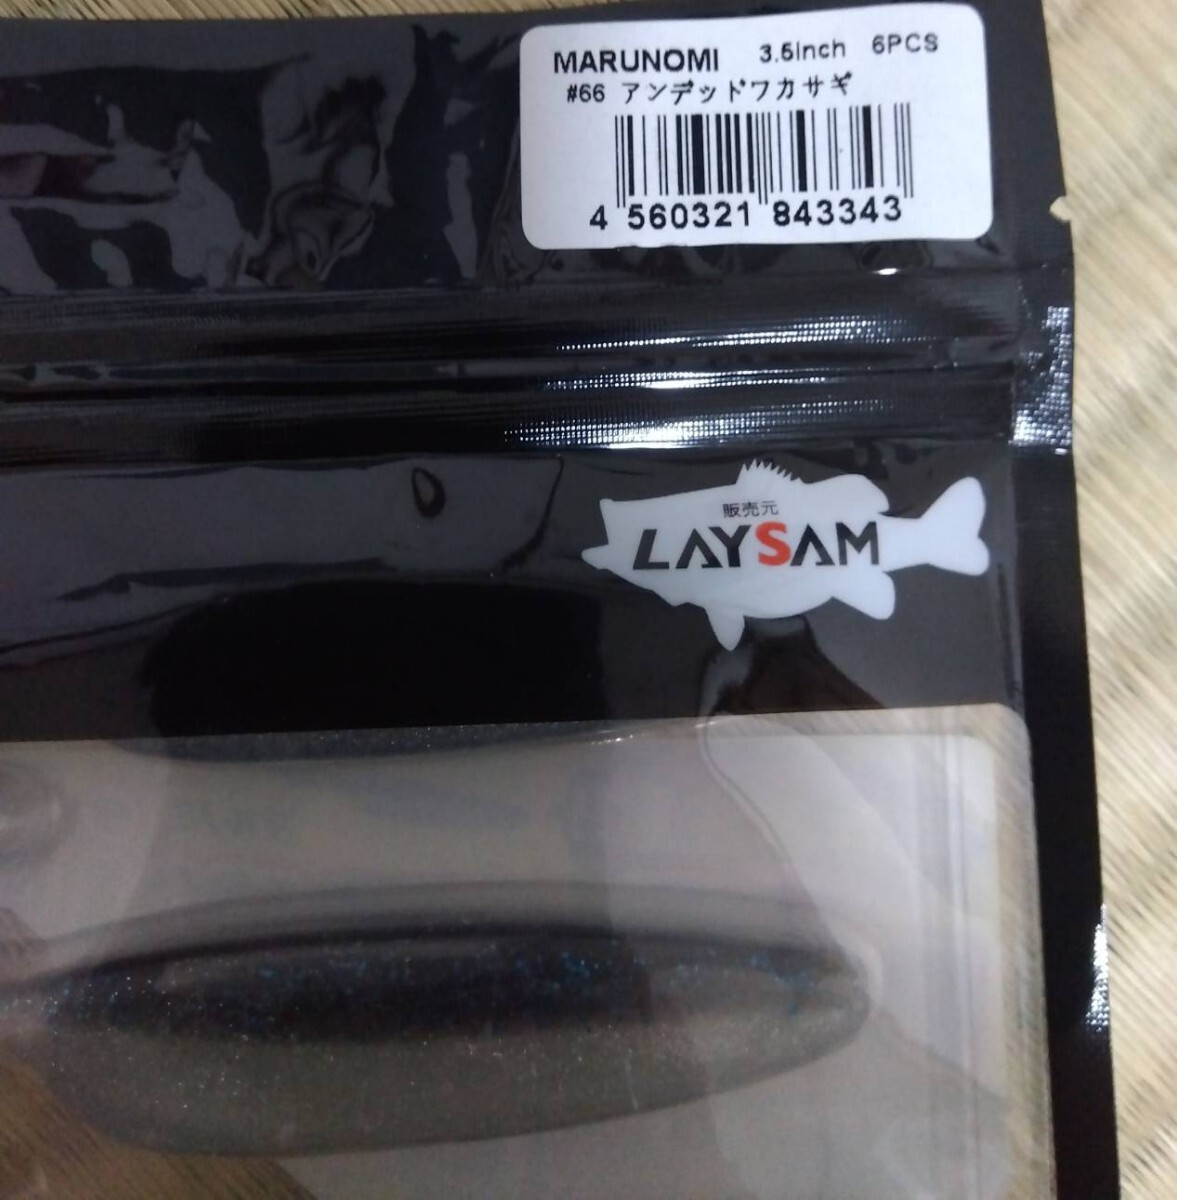 MARUNOMI 3.5inch 6PCS
#66 アンデッドワカサギ
4 560321 843343
販売元
LAYSAM